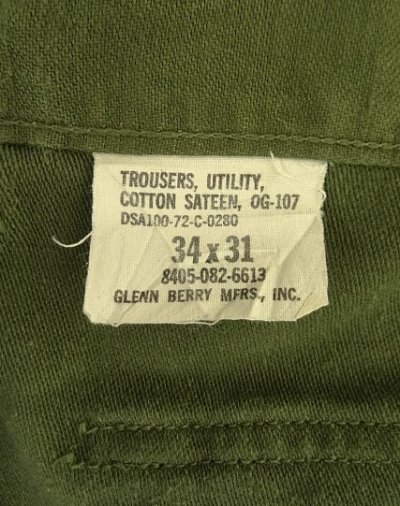 TROUSERS, UTILITY,
COTTON SATEEN, OG-107
DSA100-72-C-0280
34 x 31
8405-082-6613
GLENN BERRY MFRS., INC.